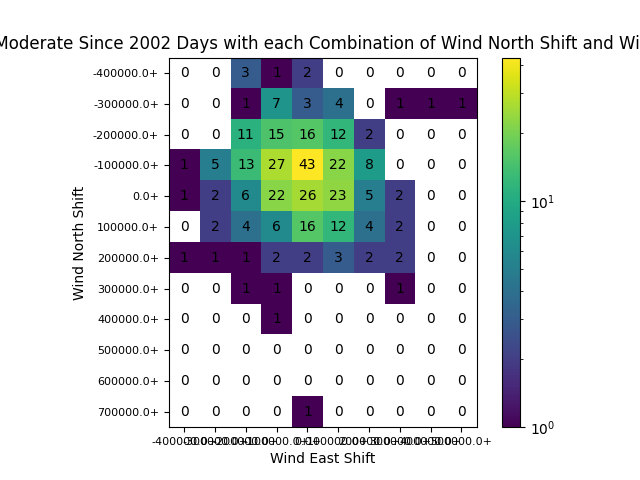 Moderate Since 2002 Days with each Combination of Wind North Shift and Wi
-400000.0+ 0 0 3 1 2 0 0 0 0 0
-300000.0+ 0 0 1 7 3 4 0 1 1 1
-200000.0+ 0 0 11 15 16 12 2 0 0 0
-100000.0+ 1 5 13 27 43 22 8 0 0 0
0.0+ 1 2 6 22 26 23 5 2 0 0
100000.0+ 0 2 4 6 16 12 4 2 0 0
200000.0+ 1 1 1 2 2 3 2 2 0 0
300000.0+ 0 0 1 1 0 0 0 1 0 0
400000.0+ 0 0 0 1 0 0 0 0 0 0
500000.0+ 0 0 0 0 0 0 0 0 0 0
600000.0+ 0 0 0 0 0 0 0 0 0 0
700000.0+ 0 0 0 0 1 0 0 0 0 0
Wind North Shift
Wind East Shift
10¹
10⁰